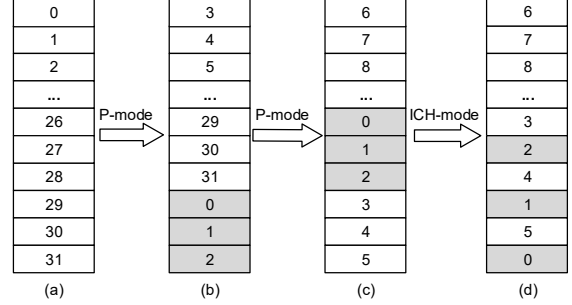 0 3 6 6
1 4 7 7
2 5 8 8
... ... ... ...
26 P-mode 29 P-mode 0 ICH-mode 3
27 30 1 2
28 31 2 4
29 0 3 1
30 1 4 5
31 2 5 0
(a) (b) (c) (d)